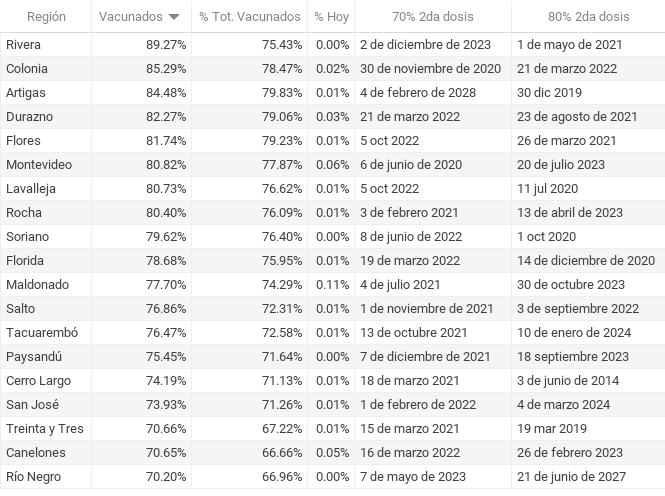 Región Vacunados % Tot. Vacunados % Hoy 70% 2da dosis 80% 2da dosis
Rivera 89.27% 75.43% 0.00% 2 de diciembre de 2023 1 de mayo de 2021
Colonia 85.29% 78.47% 0.02% 30 de noviembre de 2020 21 de marzo 2022
Artigas 84.48% 79.83% 0.01% 4 de febrero de 2028 30 dic 2019
Durazno 82.27% 79.06% 0.03% 21 de marzo 2022 23 de agosto de 2021
Flores 81.74% 79.23% 0.01% 5 oct 2022 26 de marzo 2021
Montevideo 80.82% 77.87% 0.06% 6 de junio de 2020 20 de julio 2023
Lavalleja 80.73% 76.62% 0.01% 5 oct 2022 11 jul 2020
Rocha 80.40% 76.09% 0.01% 3 de febrero 2021 13 de abril de 2023
Soriano 79.62% 76.40% 0.00% 8 de junio de 2022 1 oct 2020
Florida 78.68% 75.95% 0.01% 19 de marzo 2022 14 de diciembre de 2020
Maldonado 77.70% 74.29% 0.11% 4 de julio 2021 30 de octubre 2023
Salto 76.86% 72.31% 0.01% 1 de noviembre de 2021 3 de septiembre 2022
Tacuarembó 76.47% 72.58% 0.01% 13 de octubre 2021 10 de enero de 2024
Paysandú 75.45% 71.64% 0.00% 7 de diciembre de 2021 18 septiembre 2023
Cerro Largo 74.19% 71.13% 0.01% 18 de marzo 2021 3 de junio de 2014
San José 73.93% 71.26% 0.01% 1 de febrero de 2022 4 de marzo 2024
Treinta y Tres 70.66% 67.22% 0.01% 15 de marzo 2021 19 mar 2019
Canelones 70.65% 66.66% 0.05% 16 de marzo 2022 26 de febrero 2023
Río Negro 70.20% 66.96% 0.00% 7 de mayo de 2023 21 de junio de 2027